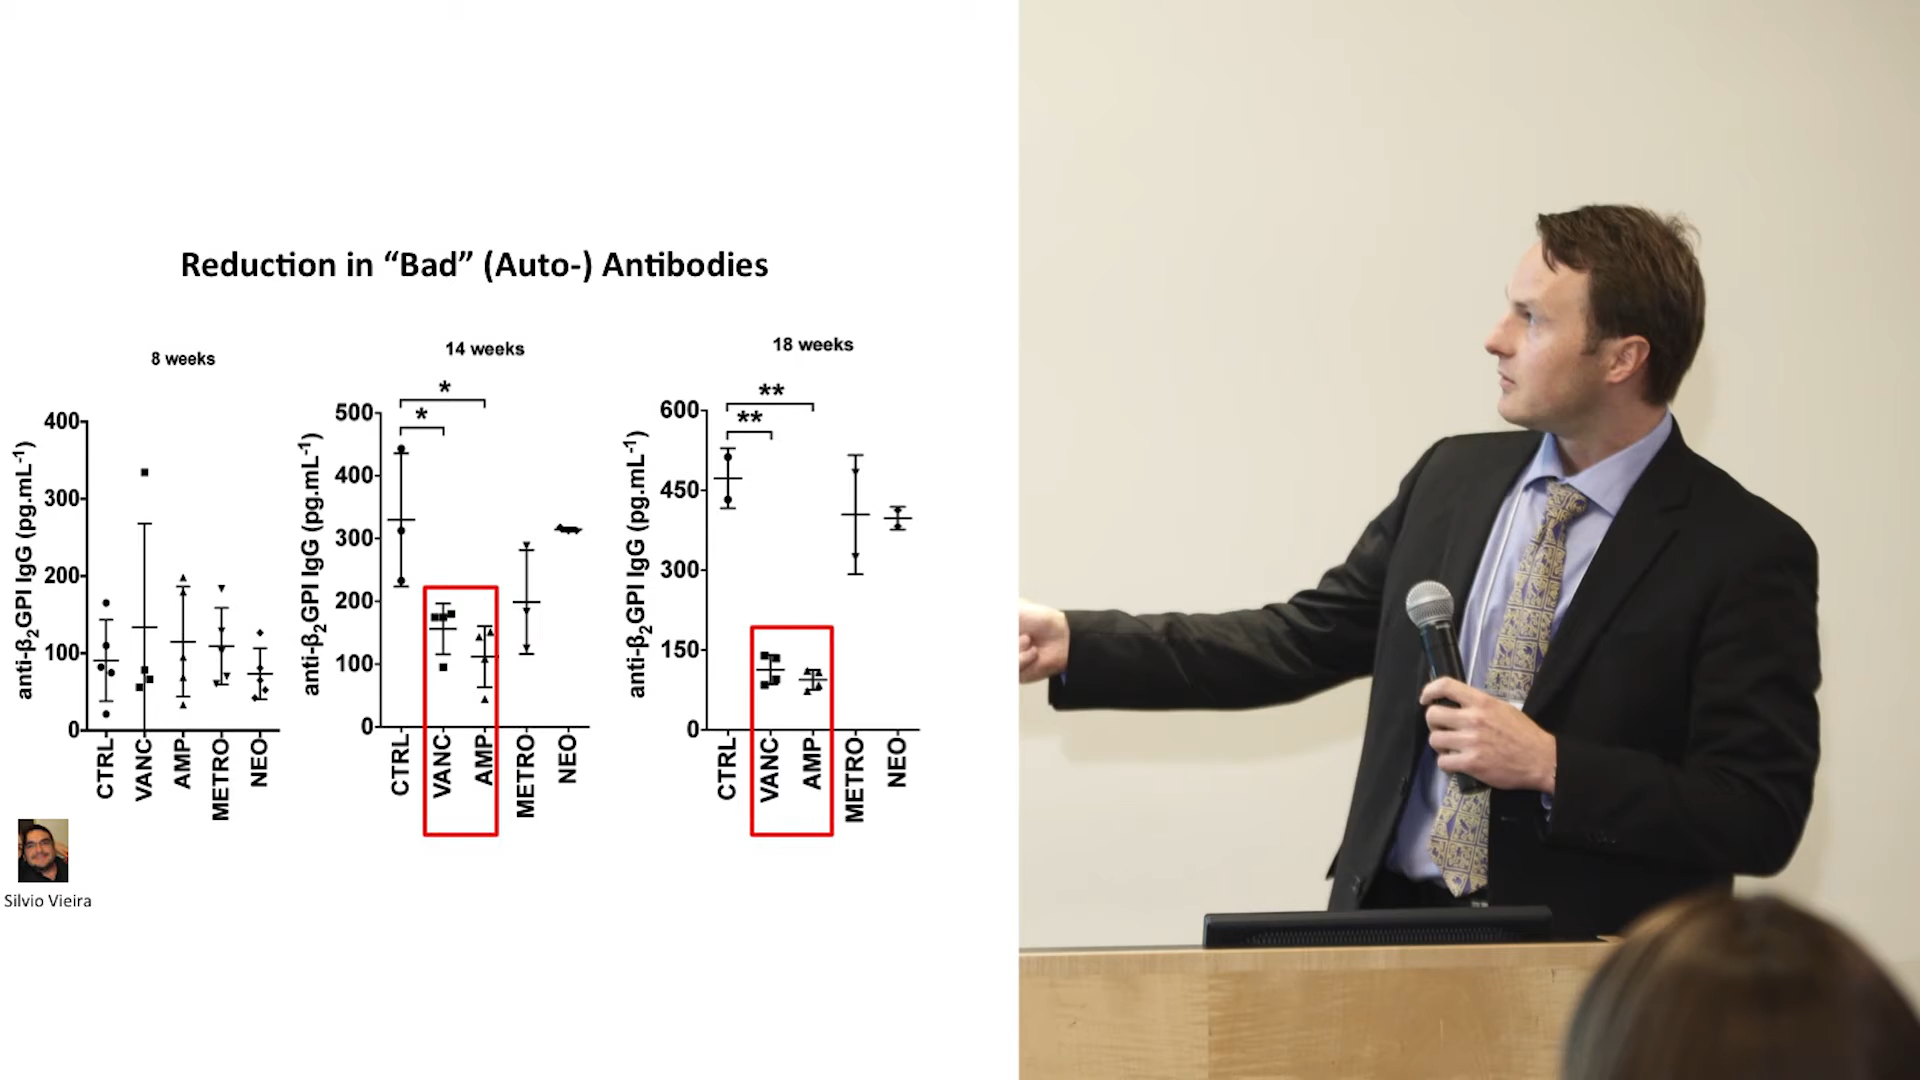 Reduction in “Bad” (Auto-) Antibodies
8 weeks
400
300
200
100
0
anti-β2GPI IgG (pg.mL-1)
CTRL
VANC
AMP
METRO
NEO
14 weeks
*
*
500
400
300
200
100
0
anti-β2GPI IgG (pg.mL-1)
CTRL
VANC
AMP
METRO
NEO
18 weeks
**
**
600
450
300
150
0
anti-β2GPI IgG (pg.mL-1)
CTRL
VANC
AMP
METRO
NEO
Silvio Vieira